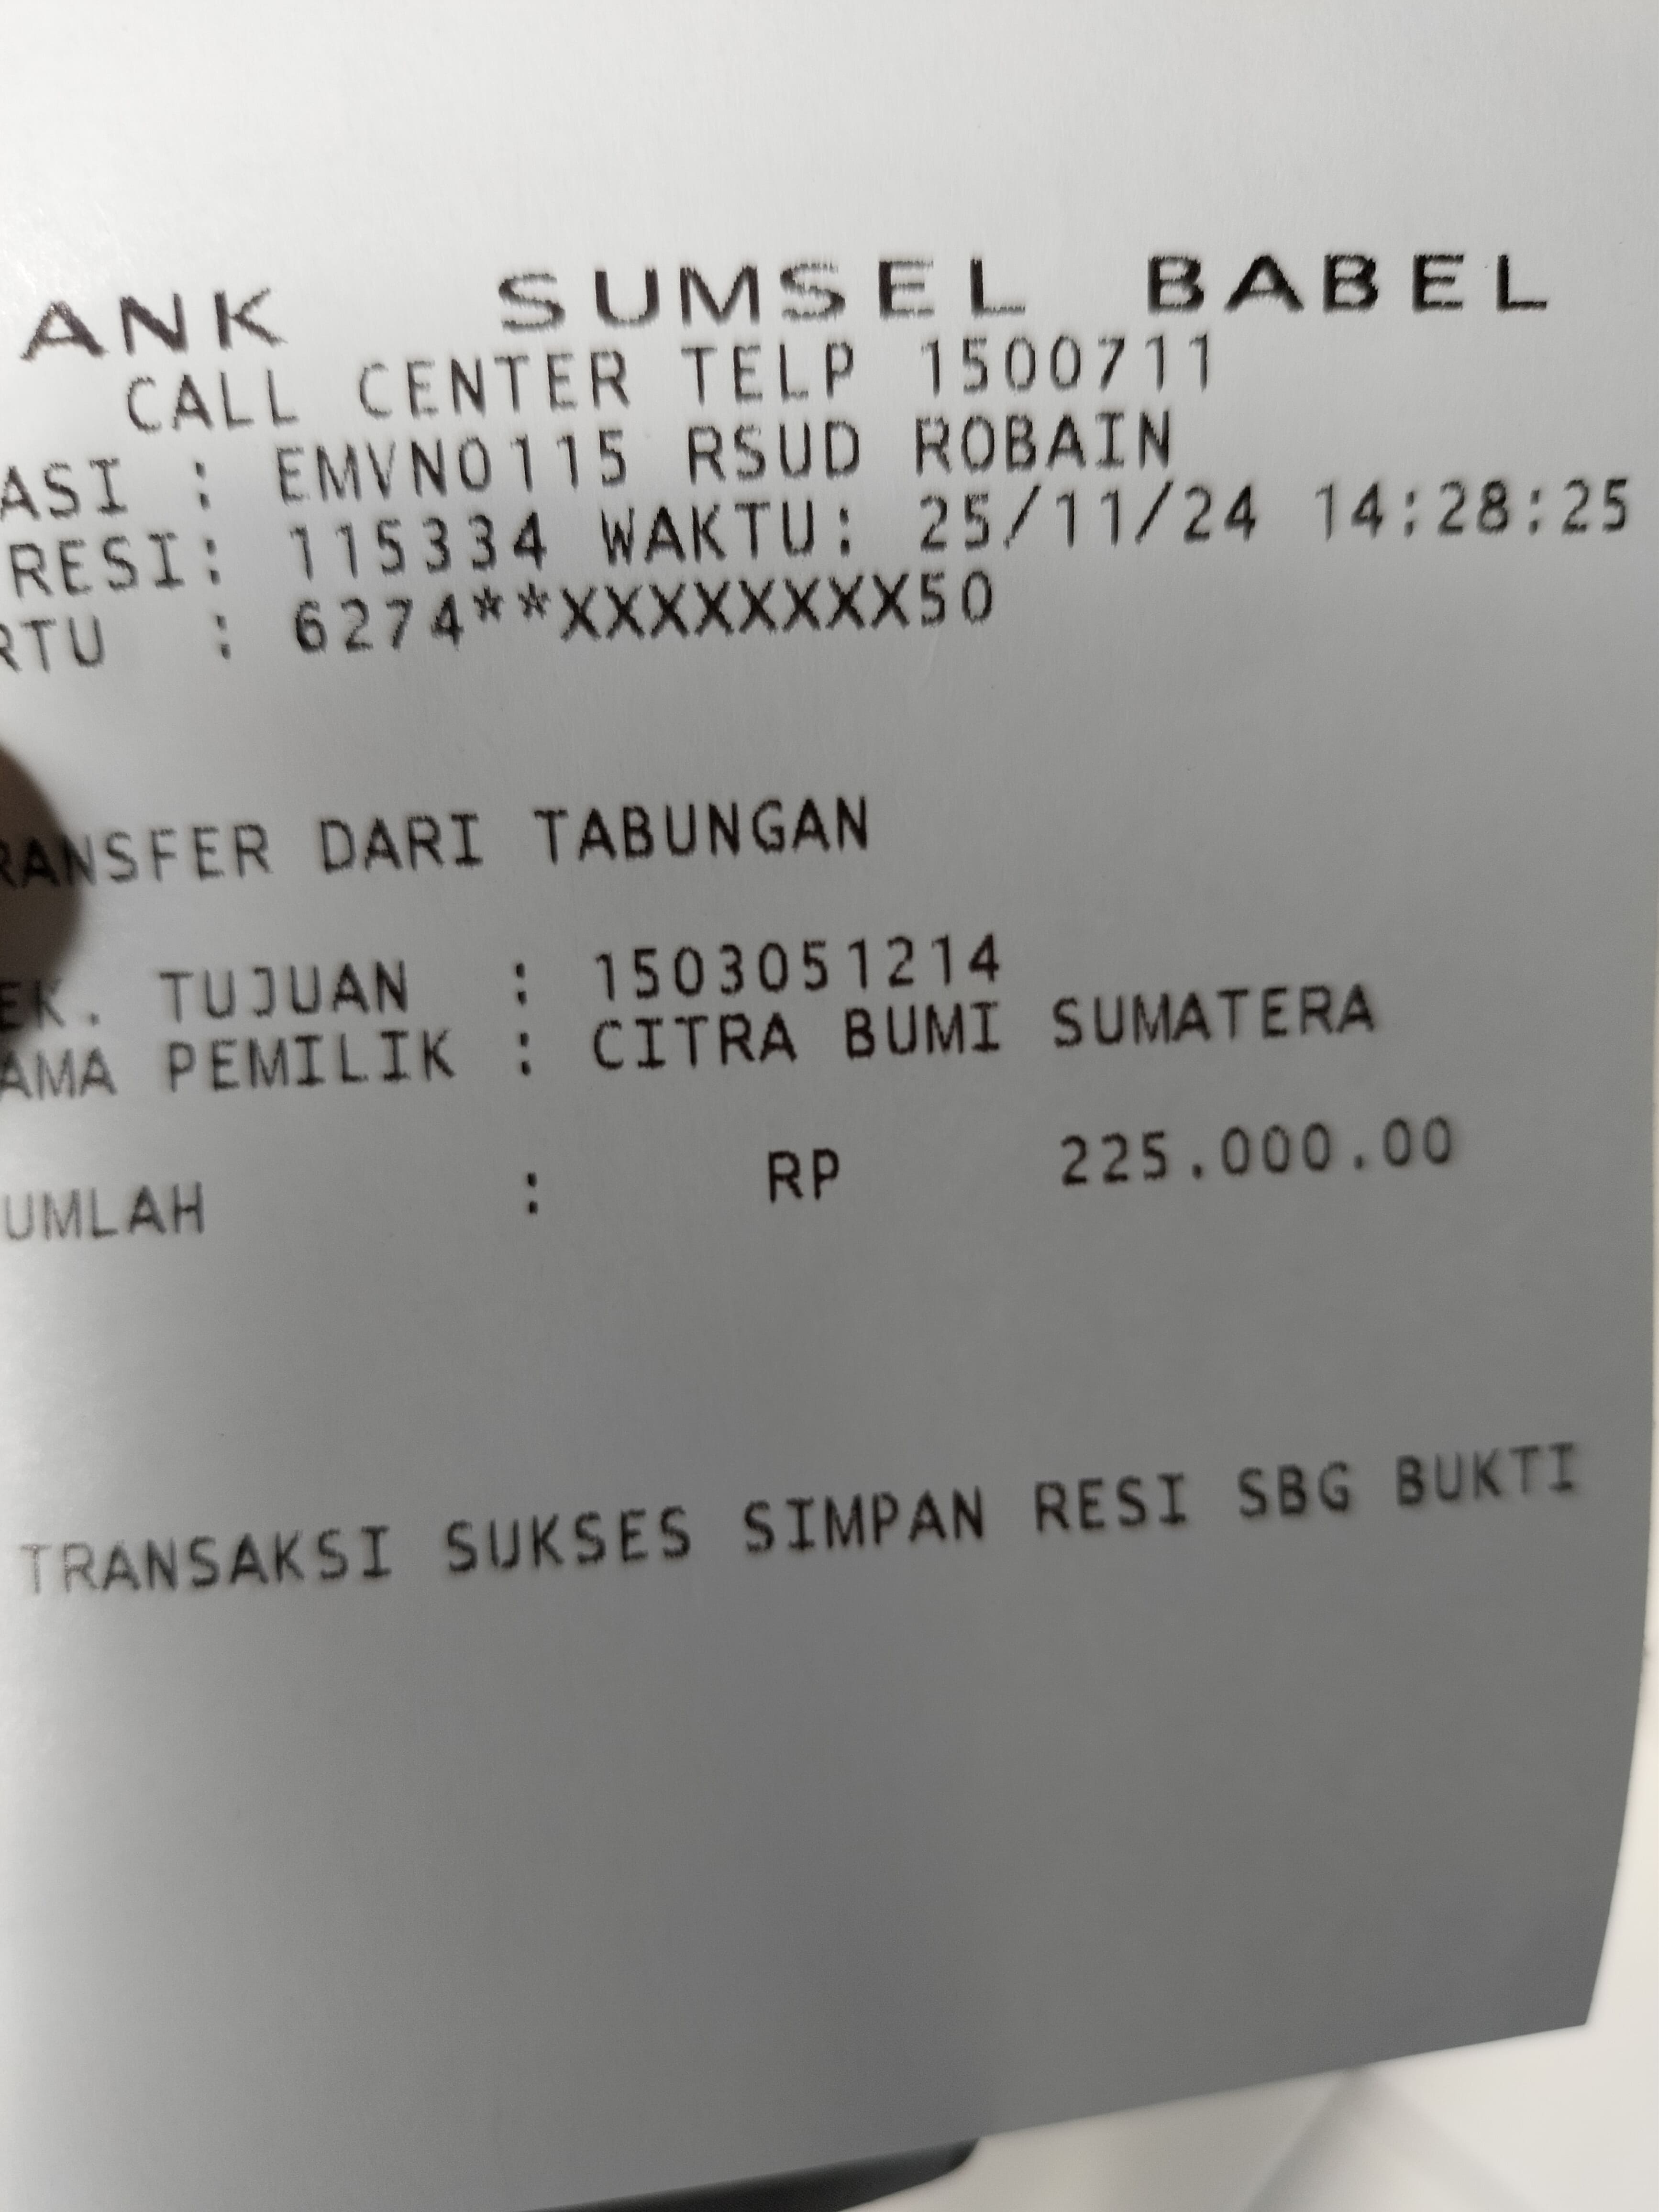 ANK SUMSEL BABEL
CALL CENTER TELP 1500711
ASI : EMVN0115 RSUD ROBAIN
RESI: 115334 WAKTU: 25/11/24 14:28:25
RTU : 6274**XXXXXXXXX50
RANSFER DARI TABUNGAN
EK. TUJUAN : 1503051214
AMA PEMILIK : CITRA BUMI SUMATERA
UMLAH : RP 225.000.00
TRANSAKSI SUKSES SIMPAN RESI SBG BUKTI